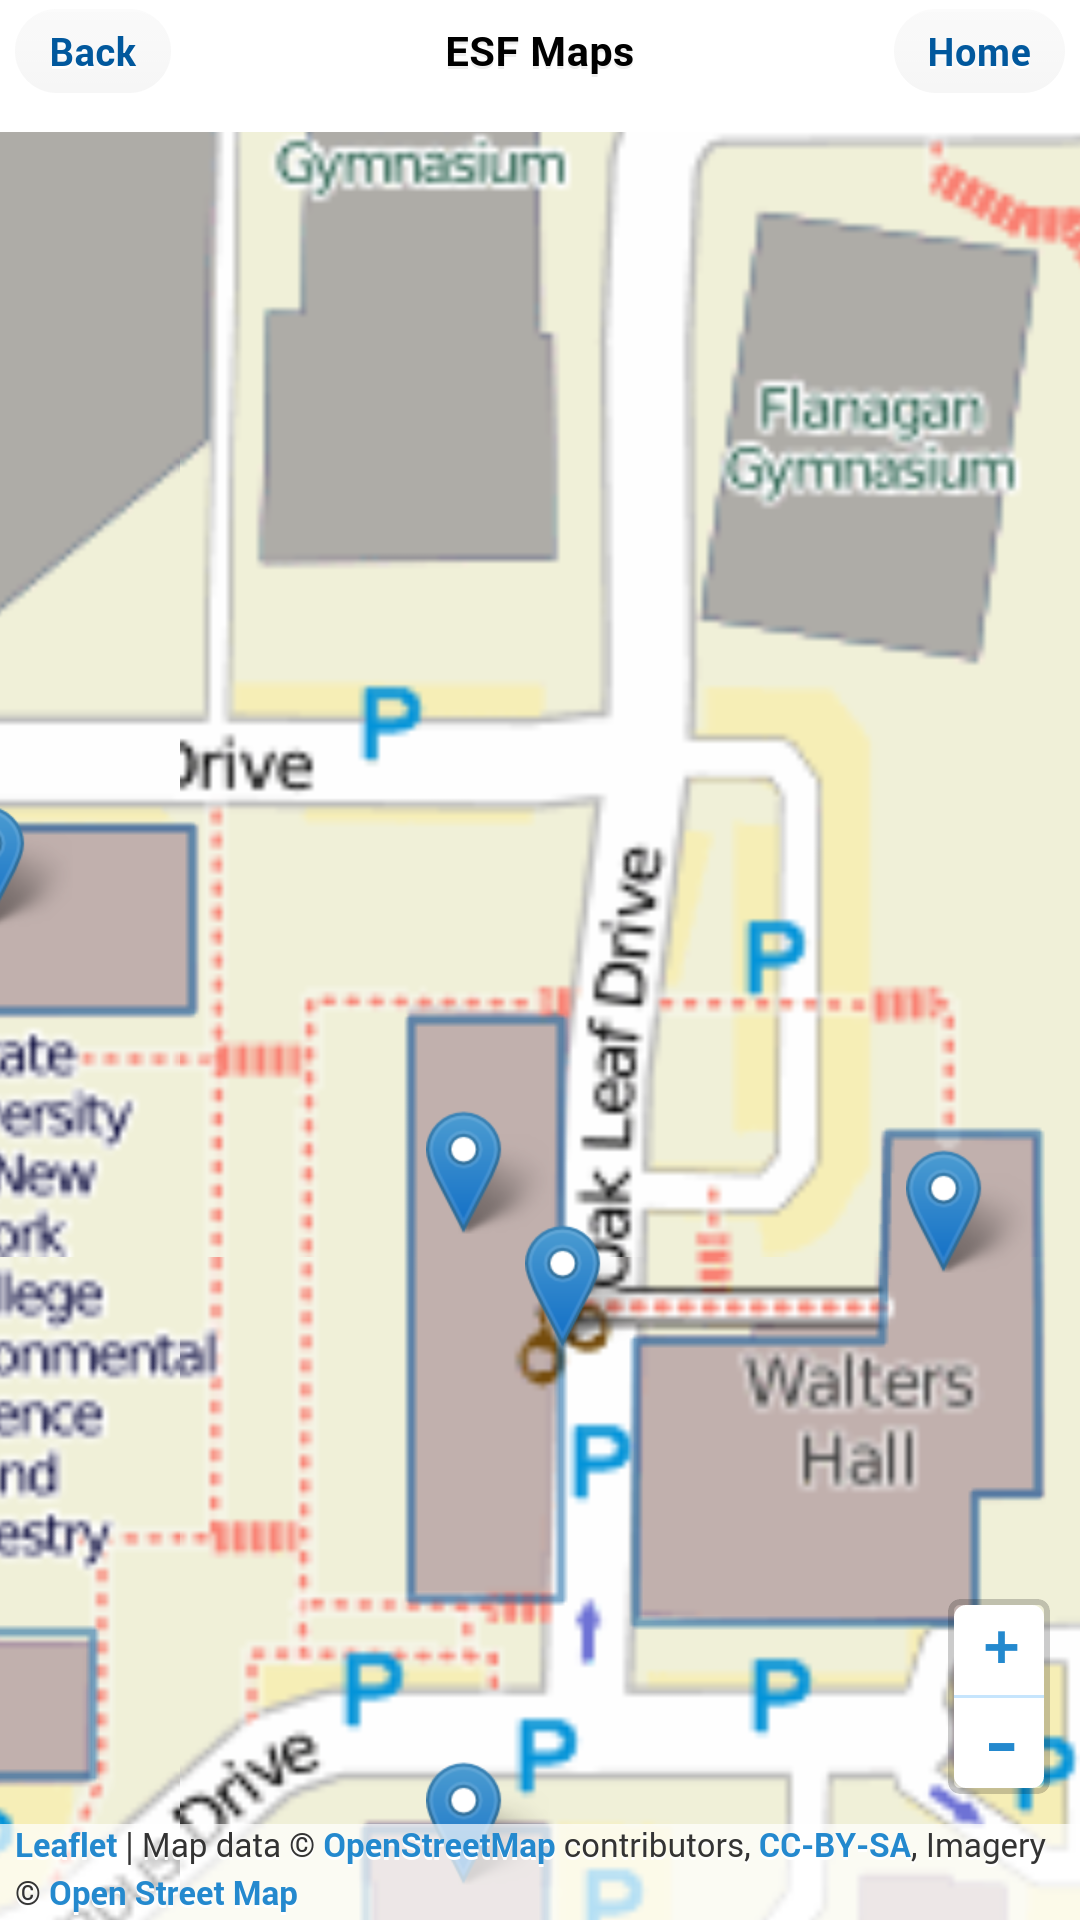 Back
ESF Maps
Home
Gymnasium
Flanagan
Gymnasium
P
Drive
Oak Leaf Drive
P
ate
ersity
New
ork
llege
onmental
ence
nd
estry
Walters
Hall
P
P
P
P
P
Drive
P
+
−
Leaflet | Map data © OpenStreetMap contributors, CC-BY-SA, Imagery
© Open Street Map